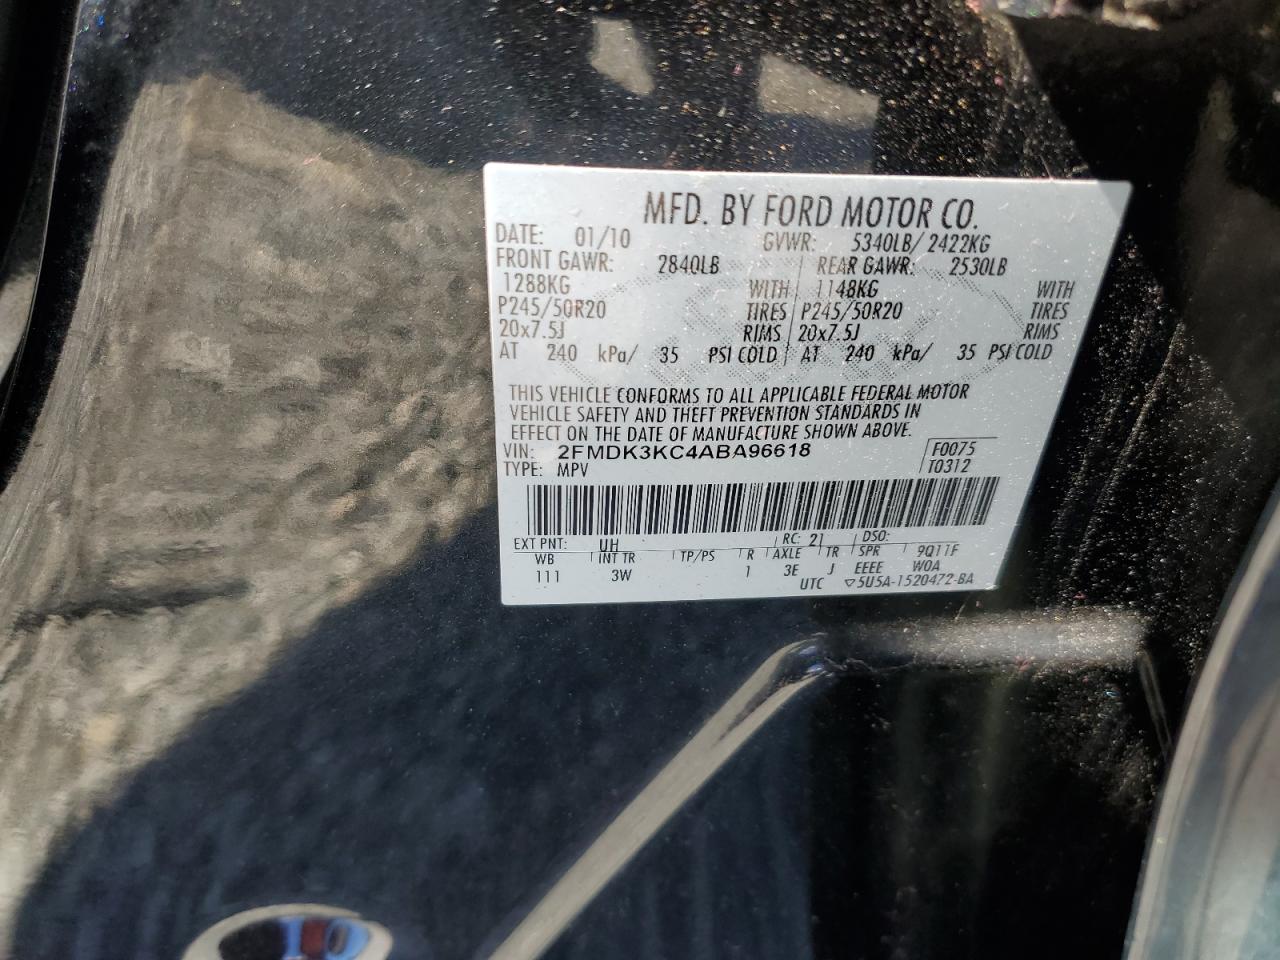 MFD. BY FORD MOTOR CO.
DATE: 01/10 GVWR: 5340LB/ 2422KG
FRONT GAWR: 2840LB REAR GAWR: 2530LB
1288KG WITH 1148KG WITH
P245/50R20 TIRES P245/50R20 TIRES
20x7.5J RIMS 20x7.5J RIMS
AT 240 kPa/ 35 PSI COLD AT 240 kPa/ 35 PSI COLD
THIS VEHICLE CONFORMS TO ALL APPLICABLE FEDERAL MOTOR
VEHICLE SAFETY AND THEFT PREVENTION STANDARDS IN
EFFECT ON THE DATE OF MANUFACTURE SHOWN ABOVE.
VIN: 2FMDK3KC4ABA96618 F0075
TYPE: MPV T0312
EXT PNT: UH RC: 21 DSO:
WB INT TR TP/PS R AXLE TR SPR 9Q11F
111 3W 1 3E J EEEE W0A
UTC ▽5U5A-1520472-BA